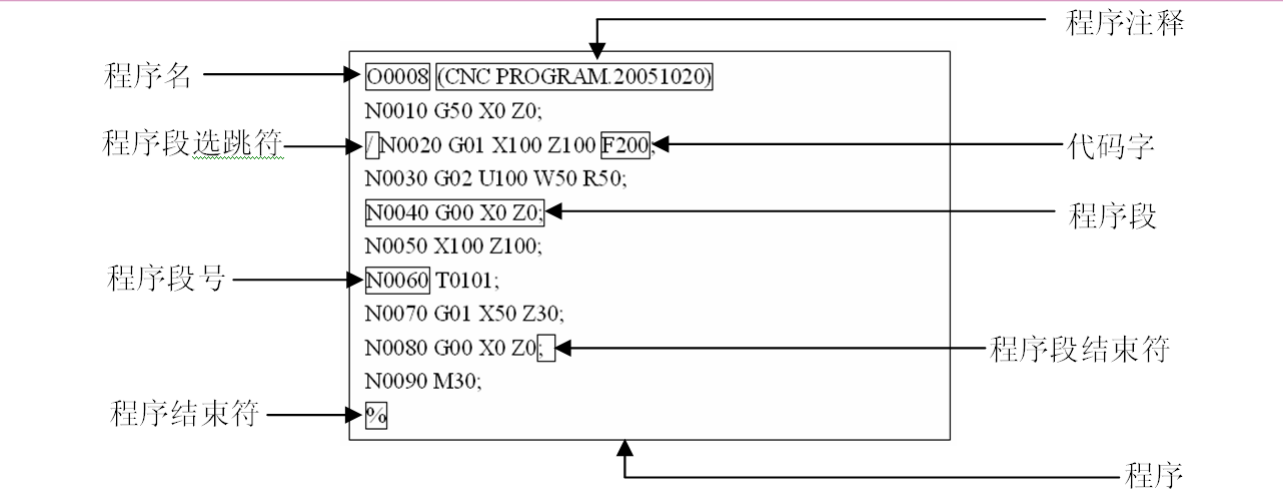 程序注释
程序名
O0008 (CNC PROGRAM.20051020)
N0010 G50 X0 Z0;
程序段选跳符
/N0020 G01 X100 Z100 F200;
代码字
N0030 G02 U100 W50 R50;
N0040 G00 X0 Z0;
程序段
N0050 X100 Z100;
程序段号
N0060 T0101;
N0070 G01 X50 Z30;
N0080 G00 X0 Z0;
程序段结束符
N0090 M30;
程序结束符
%
程序